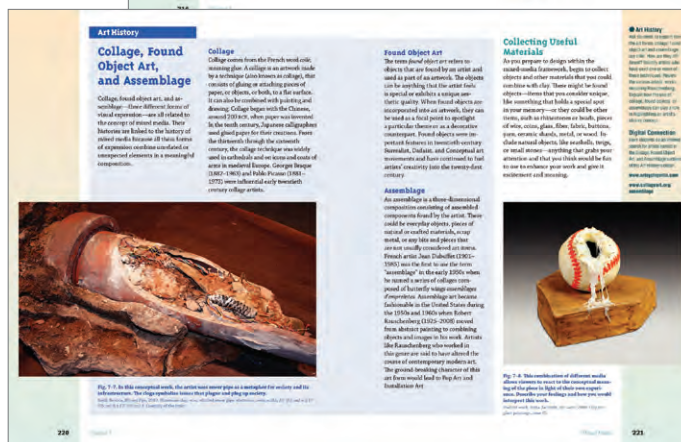 Art History
Collage, Found
Object Art,
and Assemblage
Collage, found object art, and as-
semblage—three different forms of
visual expression—are all related to
the concept of mixed media. Their
histories are linked to the history of
mixed media because all three forms
of expression combine unrelated or
unexpected elements in a meaningful
composition.
Collage
Collage comes from the French word coller,
meaning glue. A collage is an artwork made
by a technique (also known as collage), that
consists of gluing or attaching pieces of
paper, or objects, or both, to a flat surface.
It can also be combined with painting and
drawing. Collage began with the Chinese,
around 200 BCE, when paper was invented.
In the tenth century, Japanese calligraphers
used glued paper for their creations. From
the thirteenth through the sixteenth
century, the collage technique was widely
used in cathedrals and on icons and coats of
arms in medieval Europe. Georges Braque
(1882–1963) and Pablo Picasso (1881–
1973) were influential early twentieth
century collage artists.
Found Object Art
The term found object art refers to
objects that are found by an artist and
used as part of an artwork. The objects
can be anything that the artist feels
is special or exhibits a unique aes-
thetic quality. When found objects are
incorporated into an artwork, they can
be used as a focal point to spotlight
a particular theme or as a decorative
counterpart. Found objects were im-
portant features in twentieth century
Surrealist, Dadaist, and Conceptual art
movements and have continued to fuel
artists' creativity into the twenty-first
century.
Assemblage
An assemblage is a three-dimensional
composition consisting of assembled
components found by the artist. These
could be everyday objects, pieces of
natural or crafted materials, scrap
metal, or any bits and pieces that
are not usually considered art items.
French artist Jean Dubuffet (1901–
1985) was the first to use the term
"assemblage" in the early 1950s when
he named a series of collages com-
posed of butterfly wings assemblages
d'empreintes. Assemblage art became
fashionable in the United States during
the 1950s and 1960s when Robert
Rauschenberg (1925–2008) moved
from abstract painting to combining
objects and images in his work. Artists
like Rauschenberg who worked in
this genre are said to have altered the
course of contemporary modern art.
The ground-breaking character of this
art form would lead to Pop Art and
Installation Art.
Collecting Useful
Materials
As you prepare to design within the
mixed-media framework, begin to collect
objects and other materials that you could
combine with clay. These might be found
objects—items that you consider unique,
like something that holds a special spot
in your memory—or they could be other
items, such as rhinestones or beads, pieces
of wire, coins, glass, fiber, fabric, buttons,
yarn, ceramic shards, metal, or wood. In-
clude natural objects, like seashells, twigs,
or small stones—anything that grabs your
attention and that you think would be fun
to use to enhance your work and give it
excitement and meaning.
Art History
Digital Connection
Fig. 7–7. In this conceptual work, the artist uses sewer pipe as a metaphor for society and its
infrastructure. The rings symbolize issues that plague and plug up society.
Fig. 7–8. This combination of different media
allows viewers to react to the conceptual mean-
ing of the piece in light of their own experi-
ence. Describe your feelings and how you would
interpret this work.
220
221